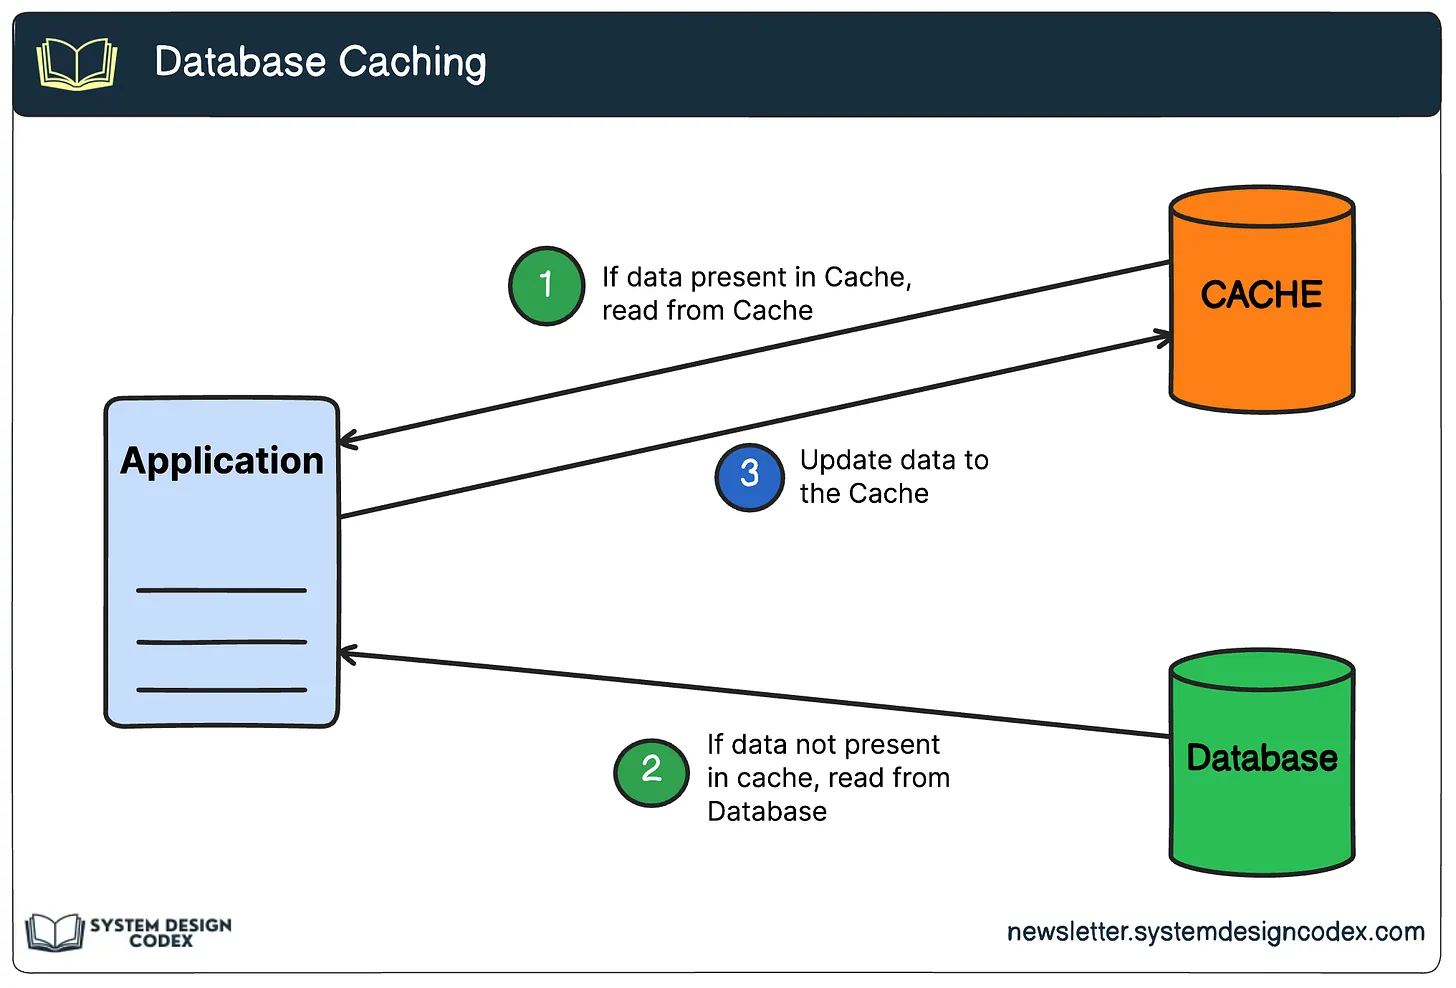 Database Caching
1
If data present in Cache,
read from Cache
CACHE
Application
3
Update data to
the Cache
2
If data not present
in cache, read from
Database
Database
SYSTEM DESIGN
CODEX
newsletter.systemdesigncodex.com